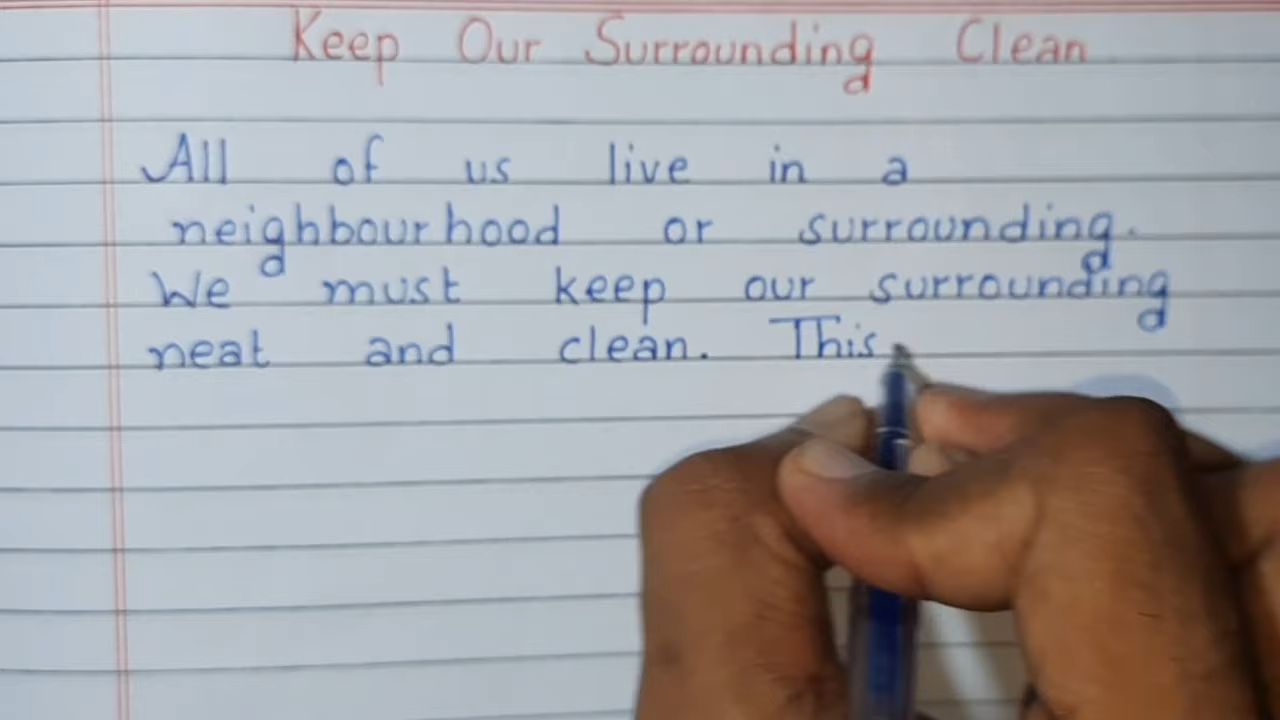 Keep Our Surrounding Clean
All of us live in a
neighbourhood or surrounding.
We must keep our surrounding
neat and clean. This